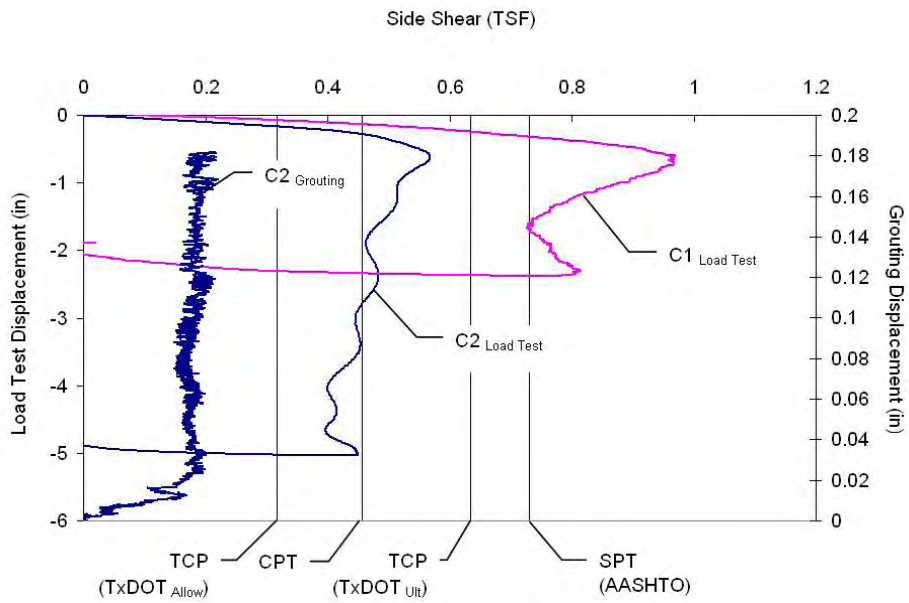 Side Shear (TSF)
0 0.2 0.4 0.6 0.8 1 1.2
Load Test Displacement (in)
0
-1
-2
-3
-4
-5
-6
Grouting Displacement (in)
0.2
0.18
0.16
0.14
0.12
0.1
0.08
0.06
0.04
0.02
0
C2 Grouting
C1 Load Test
C2 Load Test
TCP CPT TCP SPT
(TxDOT Allow) (TxDOT Ult) (AASHTO)